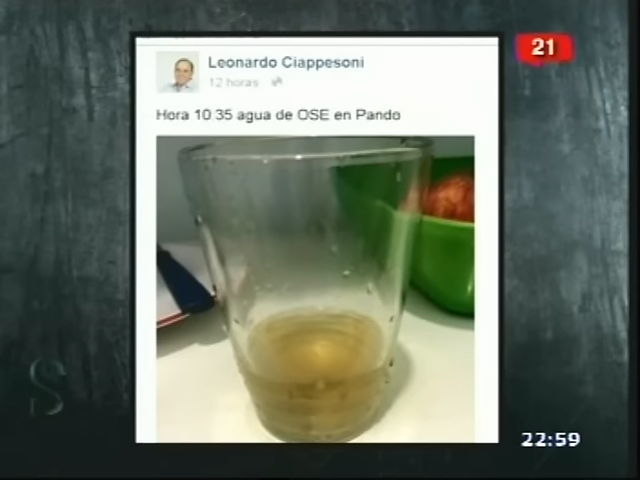 21
Leonardo Ciappesoni
12 horas
Hora 10 35 agua de OSE en Pando
S
22:59